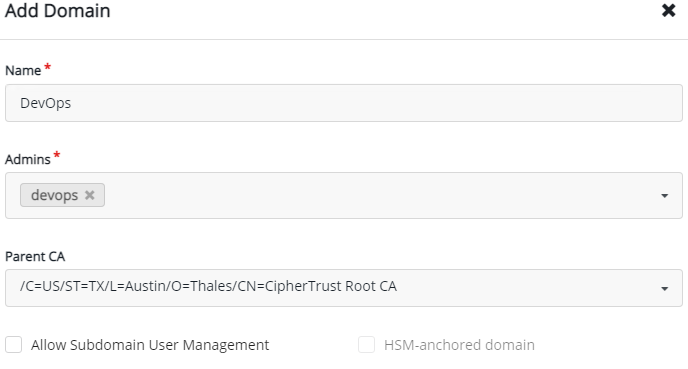 Add Domain
Name *
DevOps
Admins *
devops
Parent CA
/C=US/ST=TX/L=Austin/O=Thales/CN=CipherTrust Root CA
Allow Subdomain User Management HSM-anchored domain